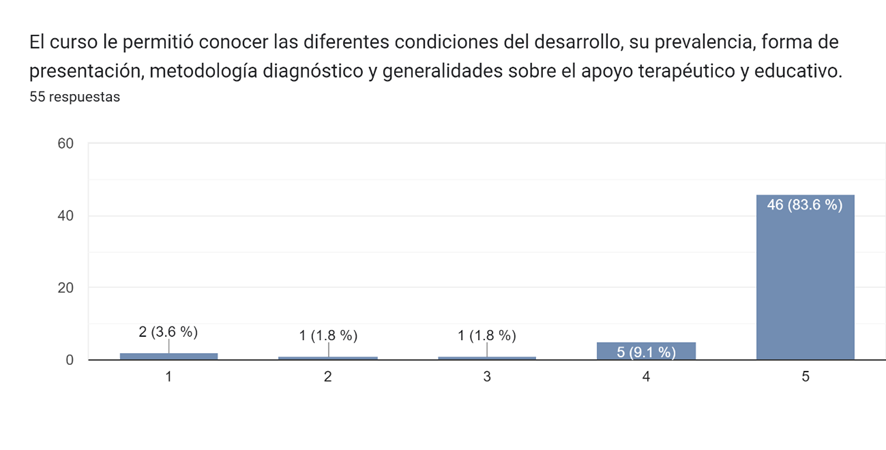 El curso le permitió conocer las diferentes condiciones del desarrollo, su prevalencia, forma de
presentación, metodología diagnóstico y generalidades sobre el apoyo terapéutico y educativo.
55 respuestas
60
40
20
0
2 (3.6 %)
1 (1.8 %)
1 (1.8 %)
5 (9.1 %)
46 (83.6 %)
1
2
3
4
5